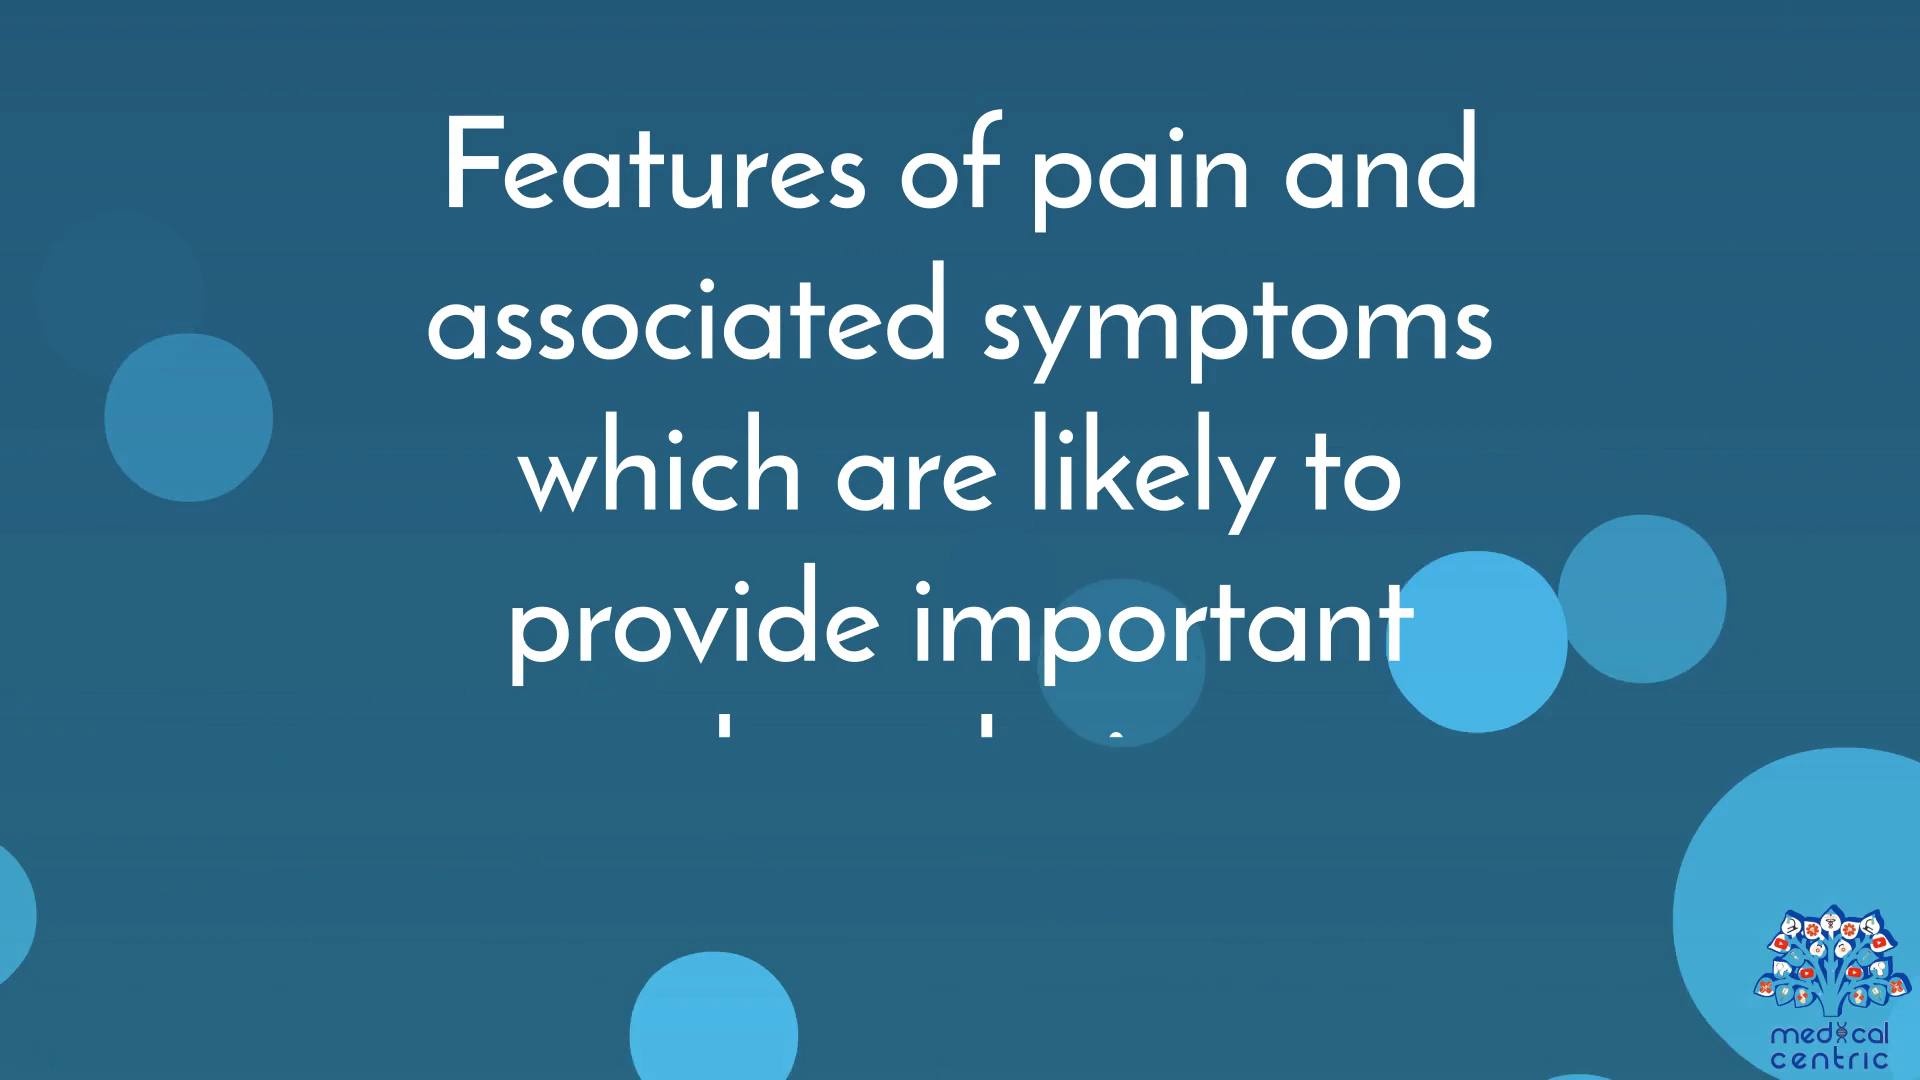 Features of pain and
associated symptoms
which are likely to
provide important
medical
centric